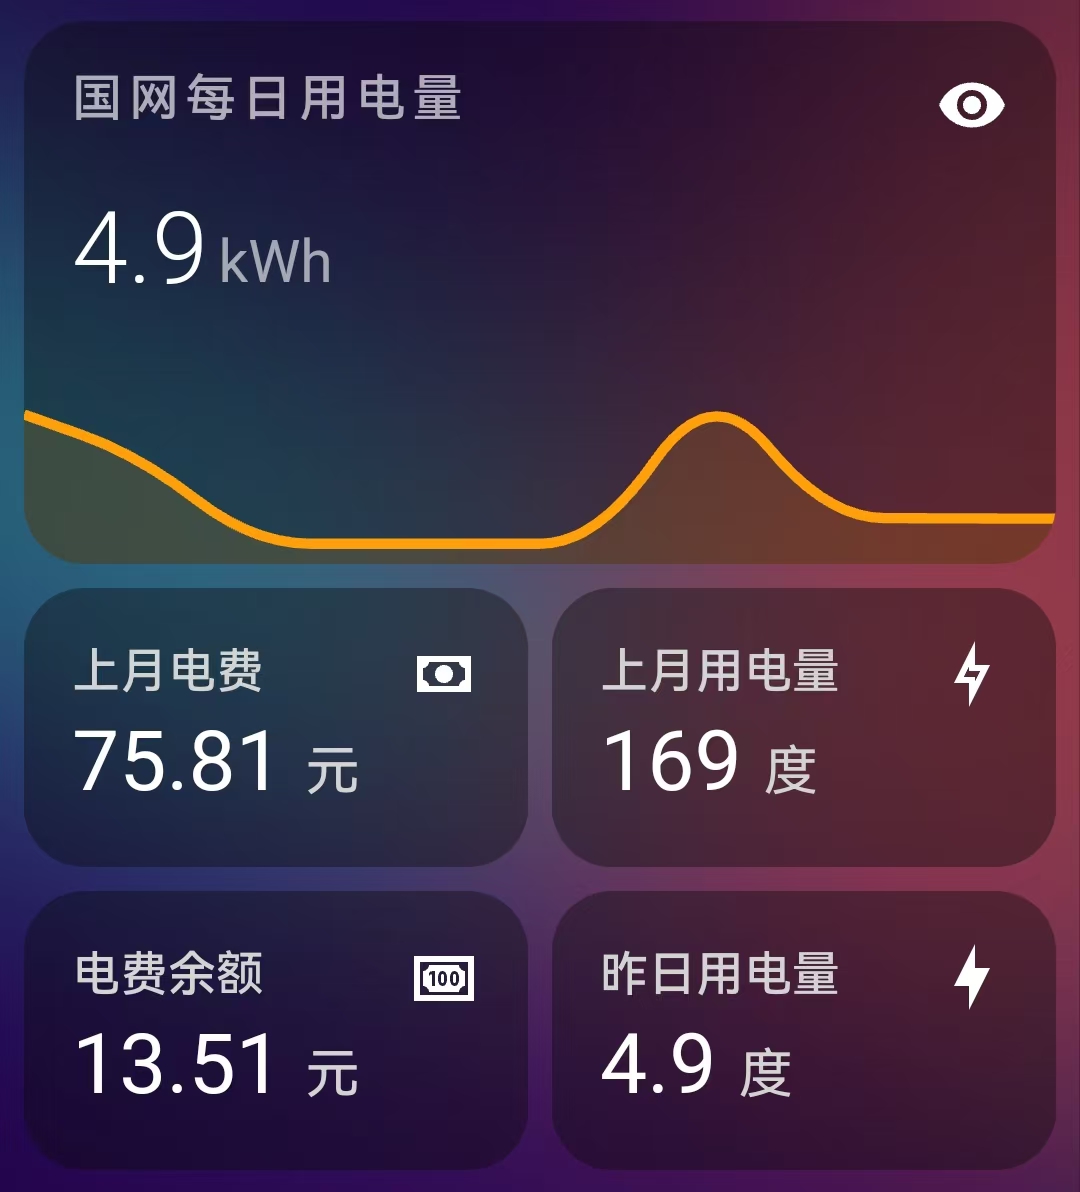 国网每日用电量
4.9 kWh
上月电费
75.81 元
上月用电量
169 度
电费余额
100
13.51 元
昨日用电量
4.9 度